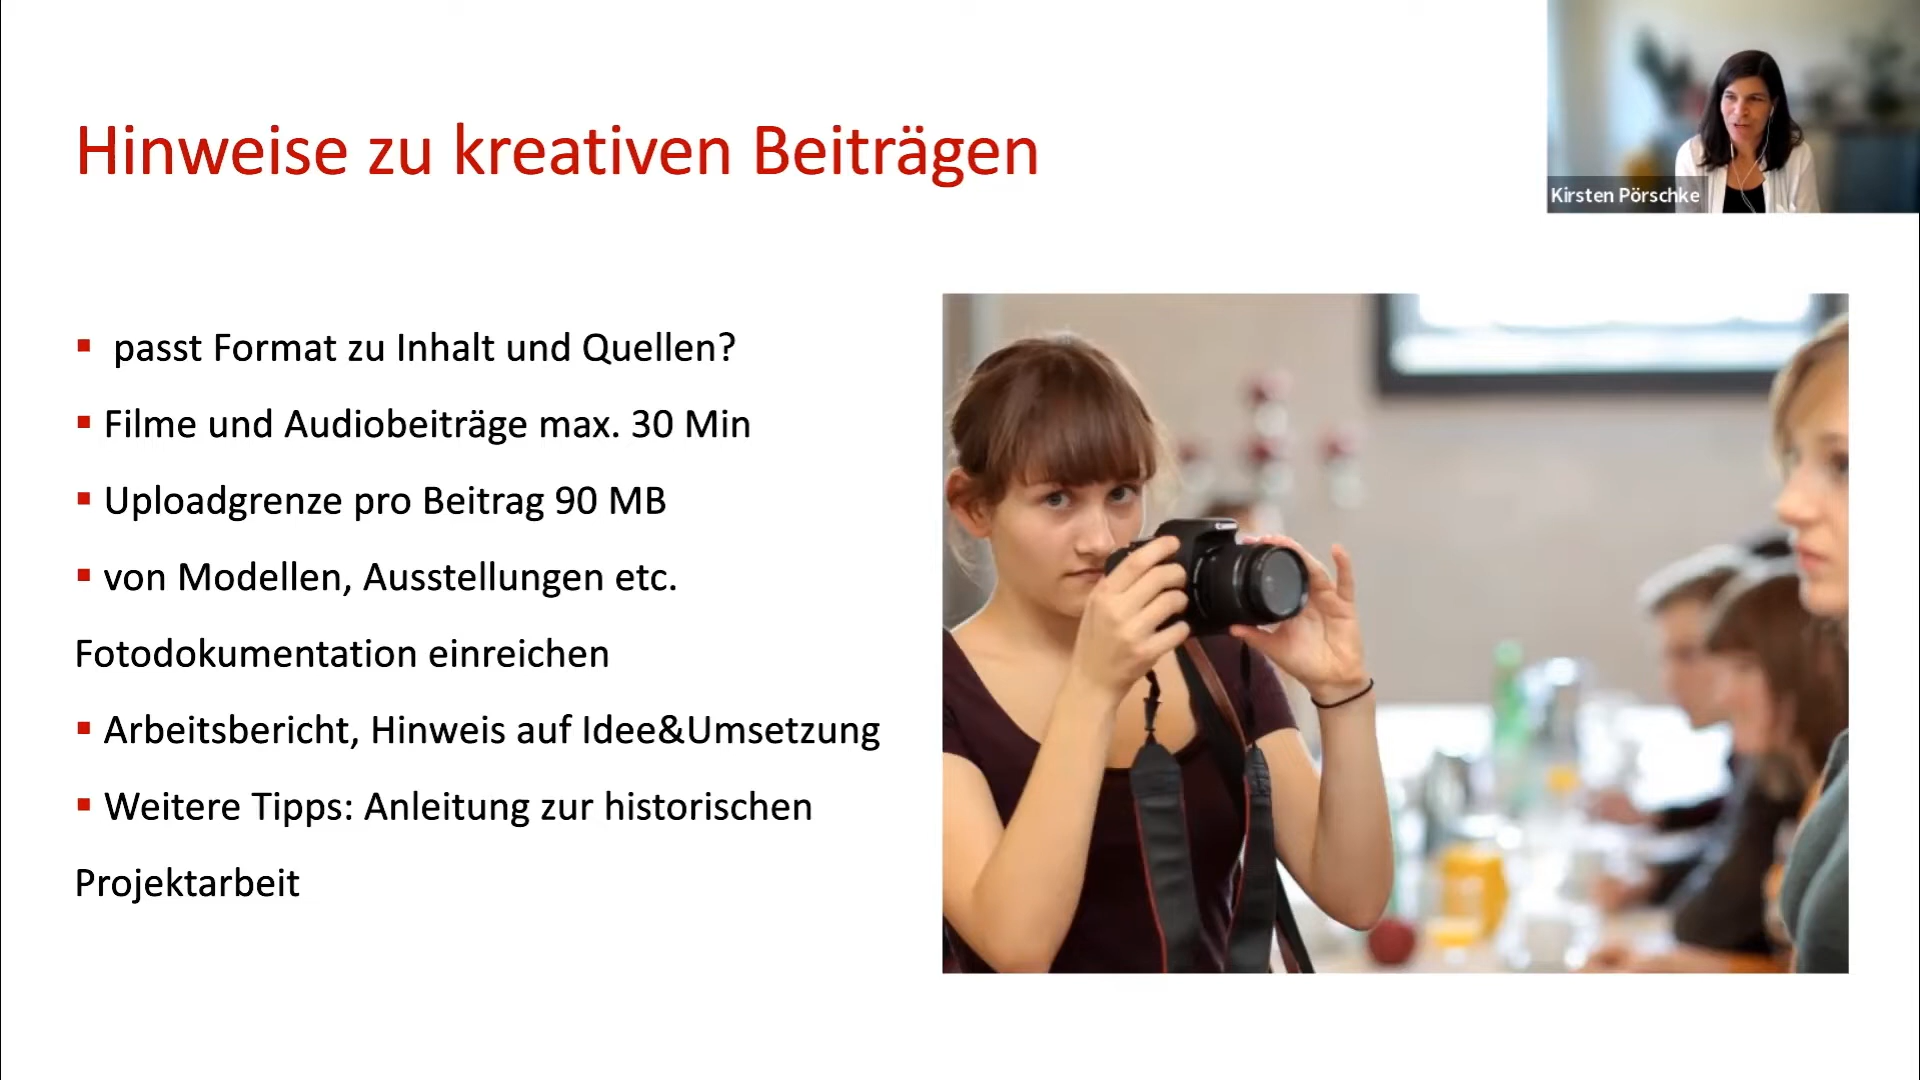 Hinweise zu kreativen Beiträgen
Kirsten Pörschke
▪ passt Format zu Inhalt und Quellen?
▪ Filme und Audiobeiträge max. 30 Min
▪ Uploadgrenze pro Beitrag 90 MB
▪ von Modellen, Ausstellungen etc.
Fotodokumentation einreichen
▪ Arbeitsbericht, Hinweis auf Idee&Umsetzung
▪ Weitere Tipps: Anleitung zur historischen
Projektarbeit